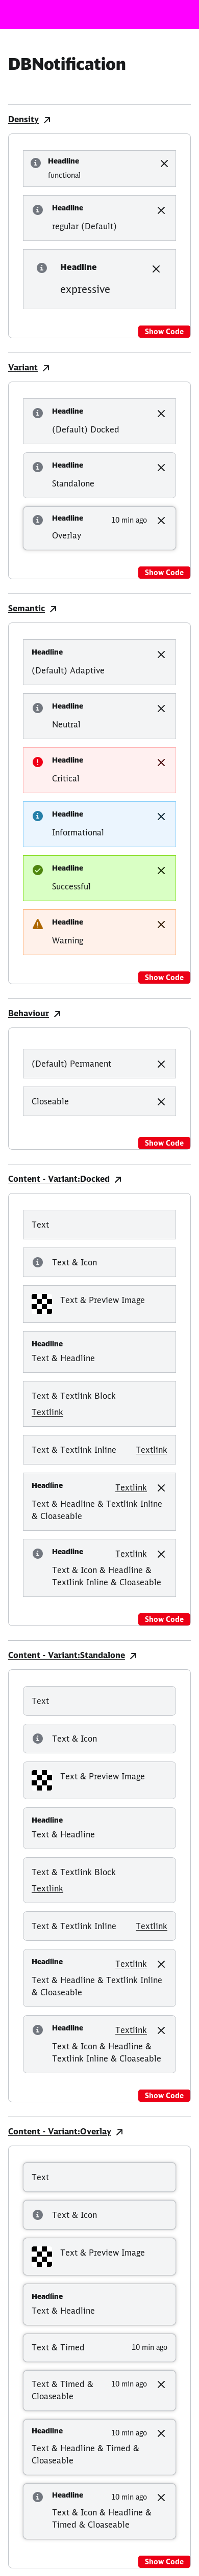 DBNotification
Density
Headline
functional
Headline
regular (Default)
Headline
expressive
Show Code
Variant
Headline
(Default) Docked
Headline
Standalone
Headline 10 min ago
Overlay
Show Code
Semantic
Headline
(Default) Adaptive
Headline
Neutral
Headline
Critical
Headline
Informational
Headline
Successful
Headline
Warning
Show Code
Behaviour
(Default) Permanent
Closeable
Show Code
Content - Variant:Docked
Text
Text & Icon
Text & Preview Image
Headline
Text & Headline
Text & Textlink Block
Textlink
Text & Textlink Inline Textlink
Headline Textlink
Text & Headline & Textlink Inline
& Cloaseable
Headline Textlink
Text & Icon & Headline &
Textlink Inline & Cloaseable
Show Code
Content - Variant:Standalone
Text
Text & Icon
Text & Preview Image
Headline
Text & Headline
Text & Textlink Block
Textlink
Text & Textlink Inline Textlink
Headline Textlink
Text & Headline & Textlink Inline
& Cloaseable
Headline Textlink
Text & Icon & Headline &
Textlink Inline & Cloaseable
Show Code
Content - Variant:Overlay
Text
Text & Icon
Text & Preview Image
Headline
Text & Headline
Text & Timed 10 min ago
Text & Timed & 10 min ago
Cloaseable
Headline 10 min ago
Text & Headline & Timed &
Cloaseable
Headline 10 min ago
Text & Icon & Headline &
Timed & Cloaseable
Show Code